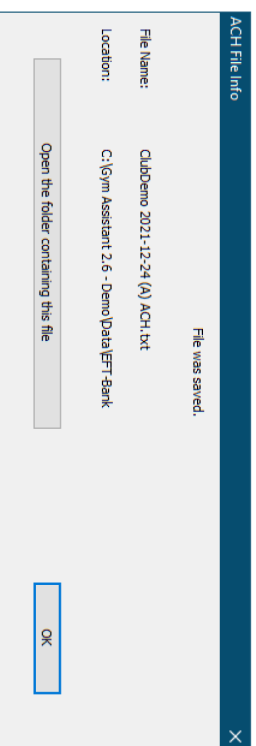 ACH File Info
File was saved.
File Name: ClubDemo 2021-12-24 (A) ACH.txt
Location: C:\Gym Assistant 2.6 - Demo\Data\EFT-Bank
Open the folder containing this file
OK